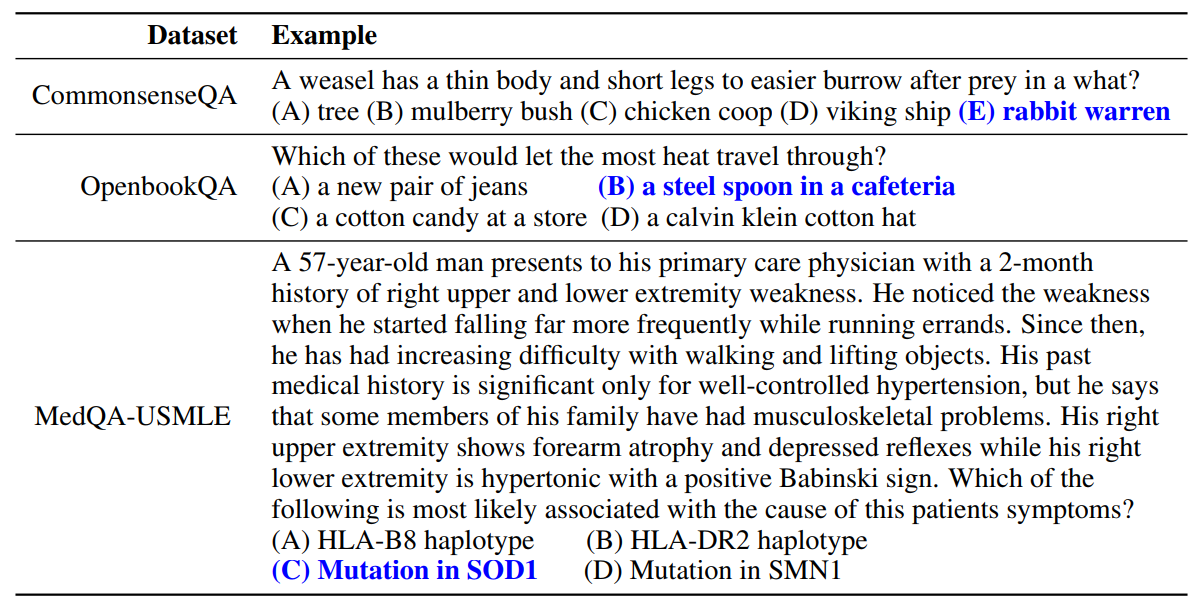 Dataset Example
CommonsenseQA
A weasel has a thin body and short legs to easier burrow after prey in a what?
(A) tree (B) mulberry bush (C) chicken coop (D) viking ship (E) rabbit warren
OpenbookQA
Which of these would let the most heat travel through?
(A) a new pair of jeans (B) a steel spoon in a cafeteria
(C) a cotton candy at a store (D) a calvin klein cotton hat
MedQA-USMLE
A 57-year-old man presents to his primary care physician with a 2-month
history of right upper and lower extremity weakness. He noticed the weakness
when he started falling far more frequently while running errands. Since then,
he has had increasing difficulty with walking and lifting objects. His past
medical history is significant only for well-controlled hypertension, but he says
that some members of his family have had musculoskeletal problems. His right
upper extremity shows forearm atrophy and depressed reflexes while his right
lower extremity is hypertonic with a positive Babinski sign. Which of the
following is most likely associated with the cause of this patients symptoms?
(A) HLA-B8 haplotype (B) HLA-DR2 haplotype
(C) Mutation in SOD1 (D) Mutation in SMN1